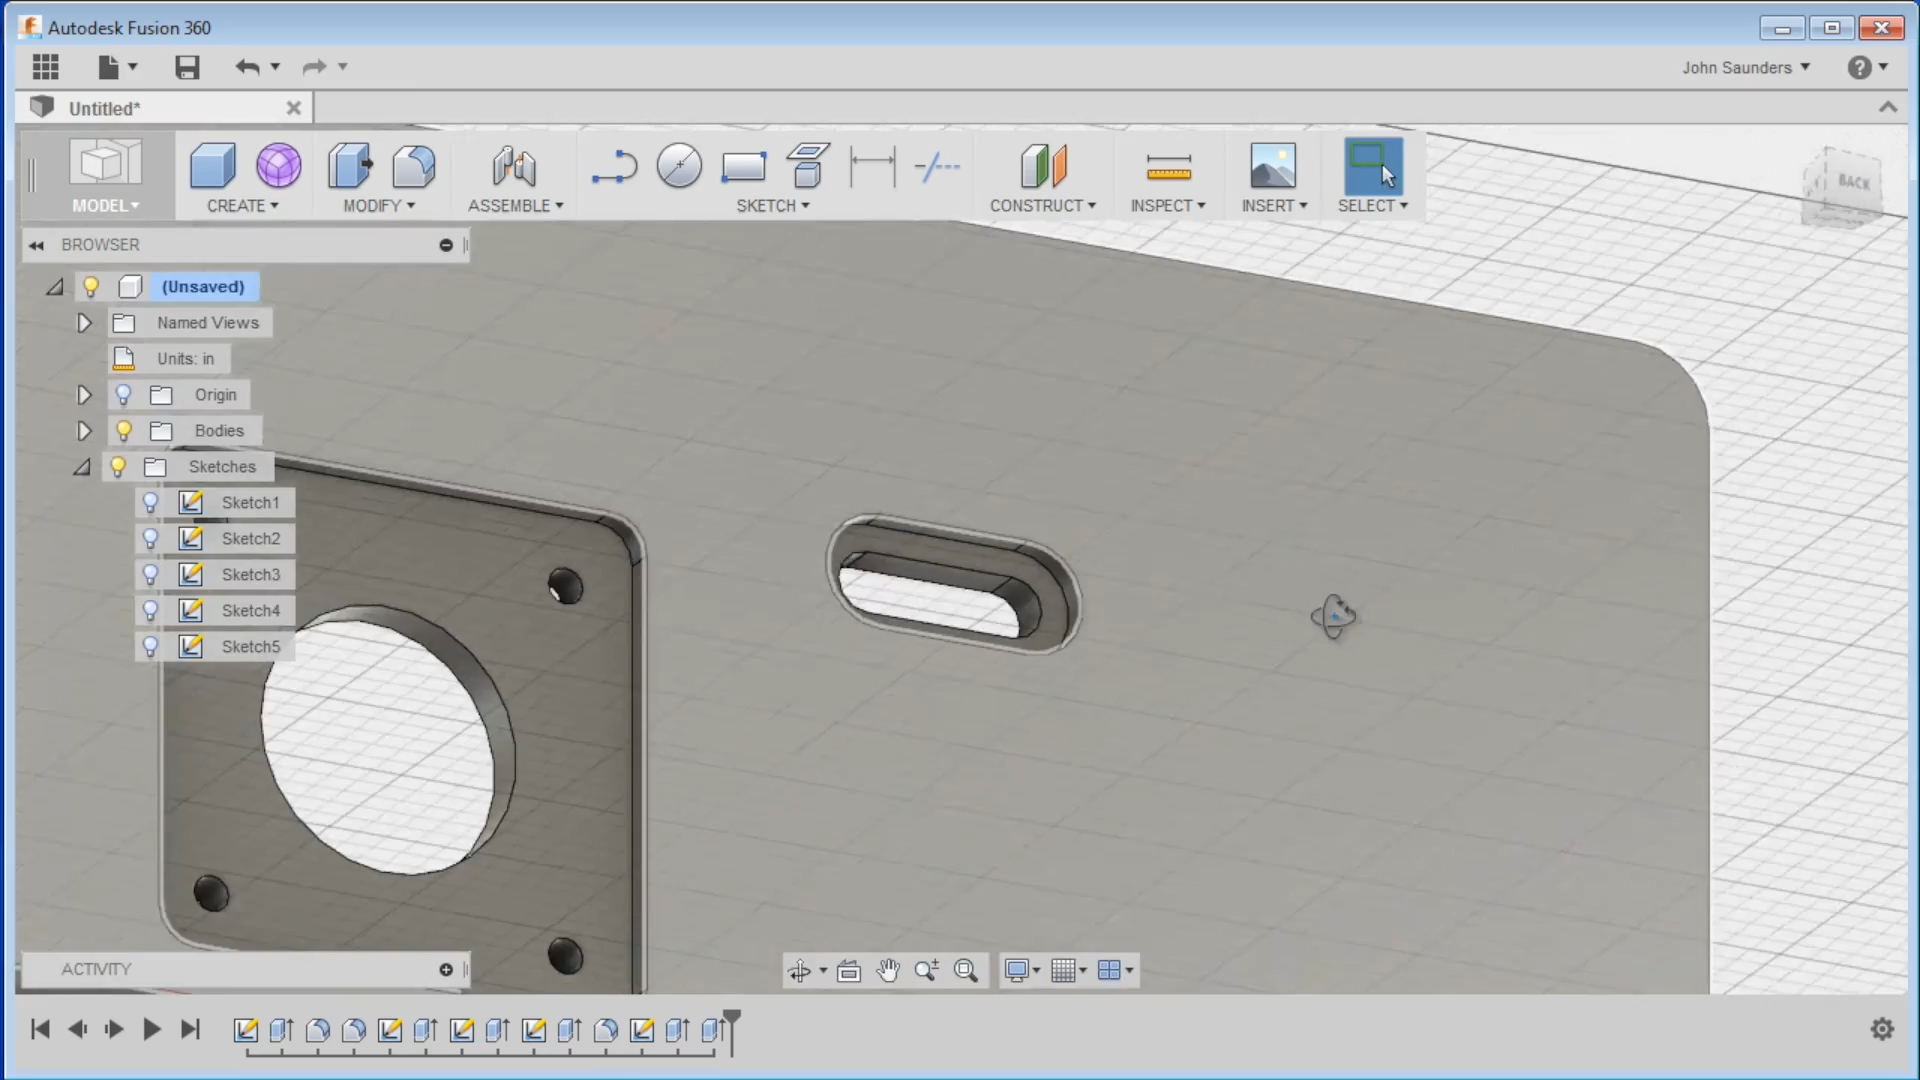 Autodesk Fusion 360
John Saunders
?
Untitled*
MODEL
CREATE
MODIFY
ASSEMBLE
SKETCH
CONSTRUCT
INSPECT
INSERT
SELECT
BACK
BROWSER
(Unsaved)
Named Views
Units: in
Origin
Bodies
Sketches
Sketch1
Sketch2
Sketch3
Sketch4
Sketch5
ACTIVITY